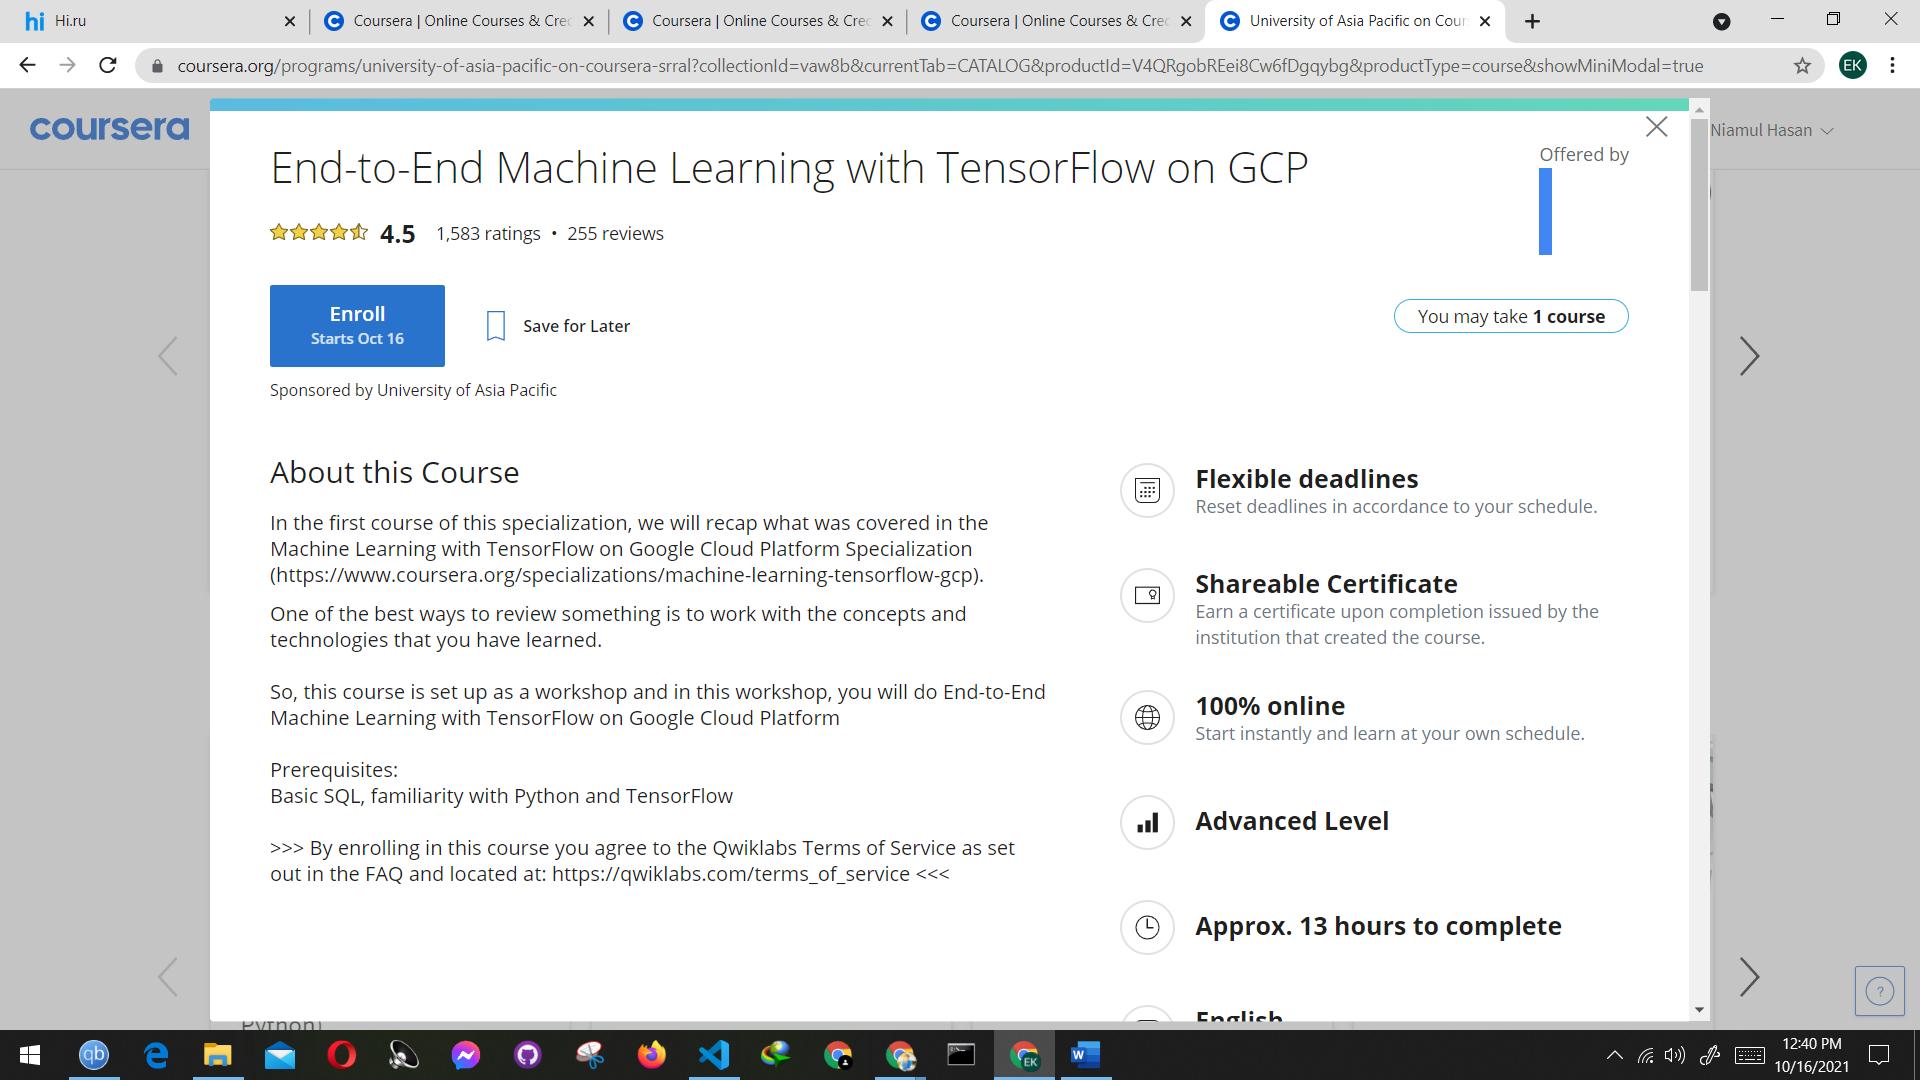 Hi.ru
Coursera | Online Courses & Cre
Coursera | Online Courses & Cre
Coursera | Online Courses & Cre
University of Asia Pacific on Cour
coursera.org/programs/university-of-asia-pacific-on-coursera-srral?collectionId=vaw8b&currentTab=CATALOG&productId=V4QRgobREei8Cw6fDgqybg&productType=course&showMiniModal=true
EK
coursera
Niamul Hasan
End-to-End Machine Learning with TensorFlow on GCP
Offered by
4.5 1,583 ratings • 255 reviews
Enroll
Starts Oct 16
Save for Later
You may take 1 course
Sponsored by University of Asia Pacific
About this Course
In the first course of this specialization, we will recap what was covered in the
Machine Learning with TensorFlow on Google Cloud Platform Specialization
(https://www.coursera.org/specializations/machine-learning-tensorflow-gcp).
One of the best ways to review something is to work with the concepts and
technologies that you have learned.
So, this course is set up as a workshop and in this workshop, you will do End-to-End
Machine Learning with TensorFlow on Google Cloud Platform
Prerequisites:
Basic SQL, familiarity with Python and TensorFlow
>>> By enrolling in this course you agree to the Qwiklabs Terms of Service as set
out in the FAQ and located at: https://qwiklabs.com/terms_of_service <<<
Flexible deadlines
Reset deadlines in accordance to your schedule.
Shareable Certificate
Earn a certificate upon completion issued by the
institution that created the course.
100% online
Start instantly and learn at your own schedule.
Advanced Level
Approx. 13 hours to complete
English
Python)
12:40 PM
10/16/2021